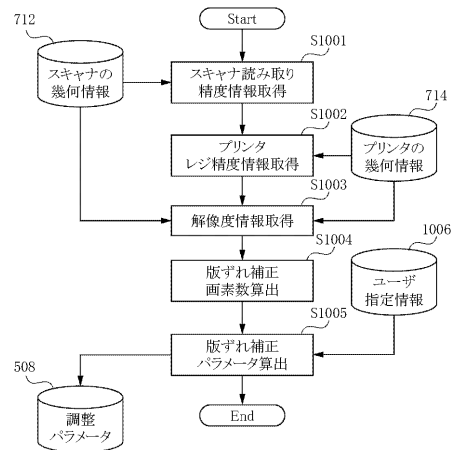 Start
712
スキャナの
幾何情報
S1001
スキャナ読み取り
精度情報取得
S1002
プリンタ
レジ精度情報取得
714
プリンタの
幾何情報
S1003
解像度情報取得
S1004
版ずれ補正
画素数算出
1006
ユーザ
指定情報
S1005
版ずれ補正
パラメータ算出
508
調整
パラメータ
End